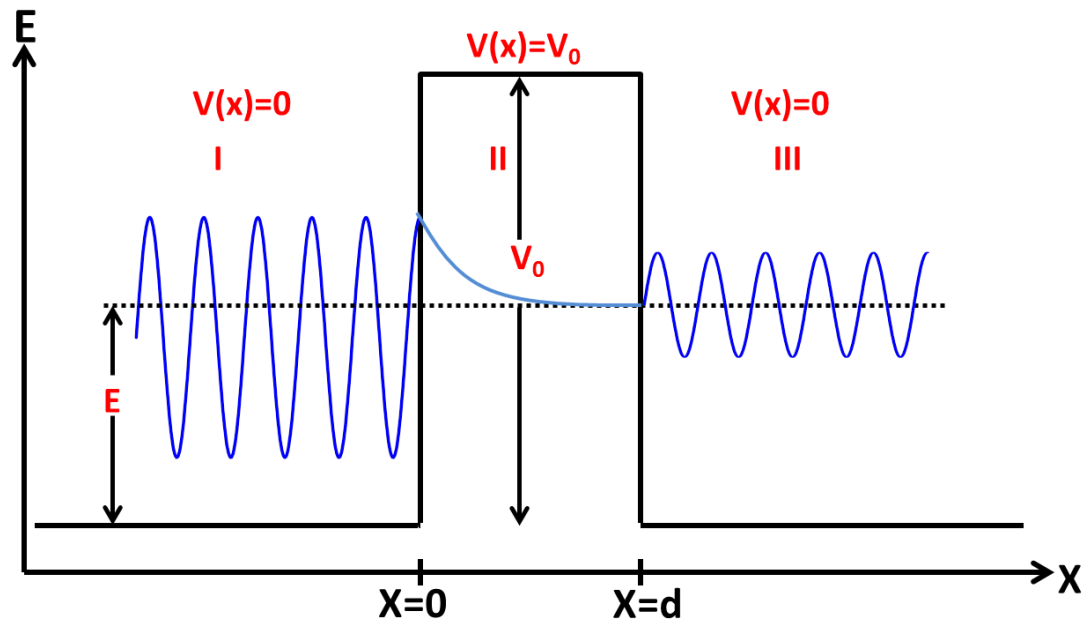 E
V(x)=V₀
V(x)=0
V(x)=0
I
II
III
V₀
E
X
X=0
X=d